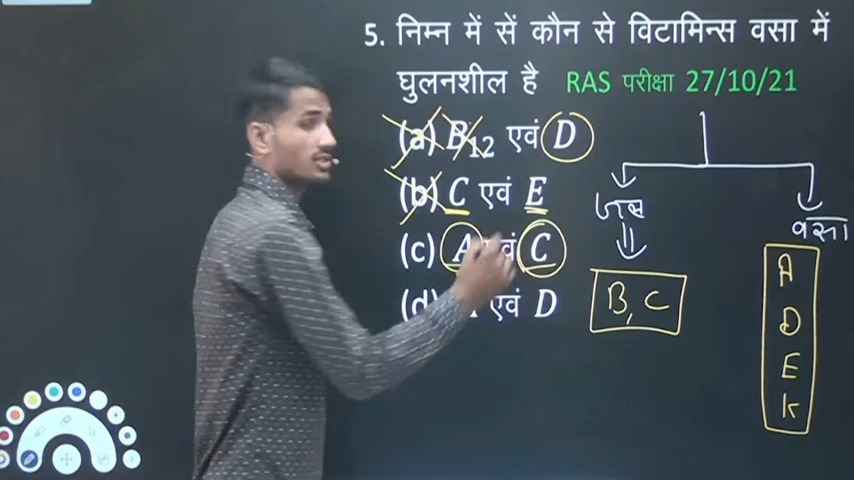 5. निम्न में सें कौन से विटामिन्स वसा में
घुलनशील है RAS परीक्षा 27/10/21
(a) B12 एवं D
(b) C एवं E
(c) A एवं C
(d) एवं D
जल
वसा
B, C
A
D
E
K